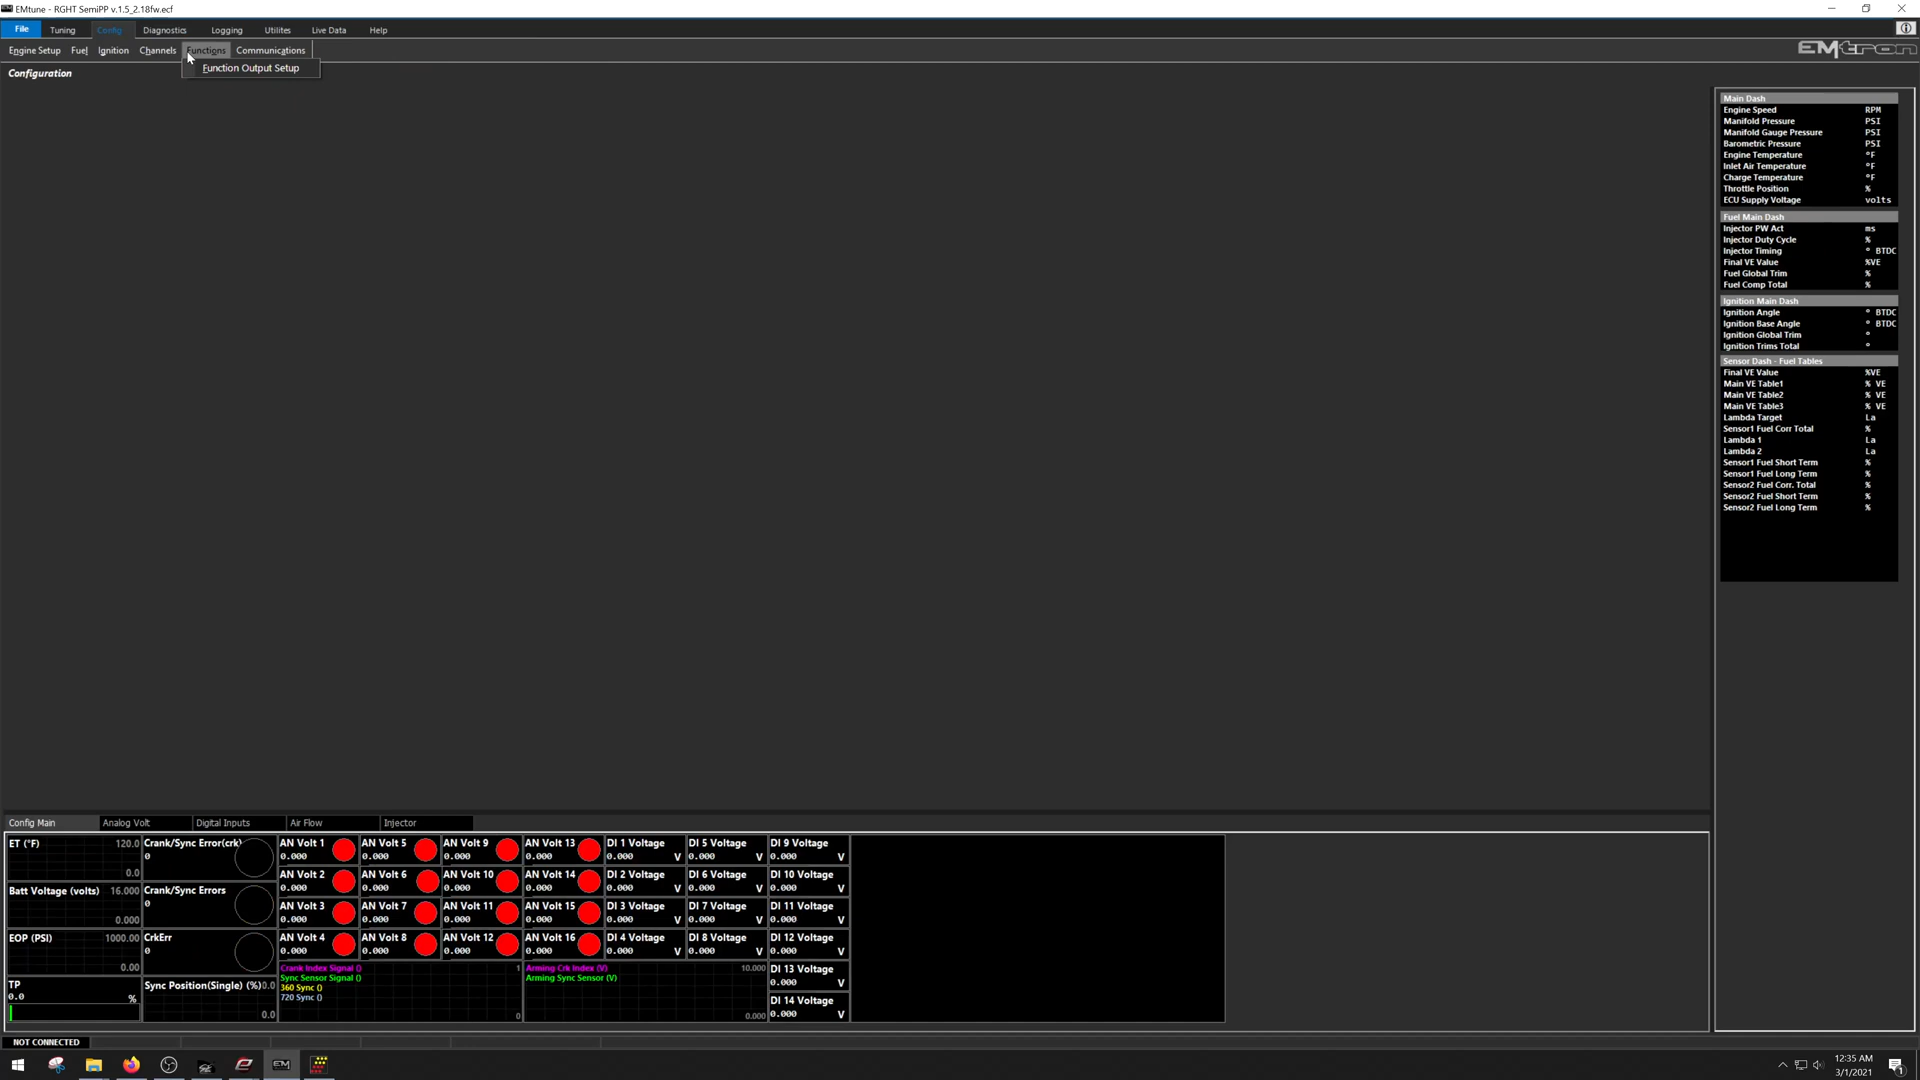 EMtune - RGHT SemiPP v.1.5_2.18fw.ecf
File Tuning Config Diagnostics Logging Utilites Live Data Help
Engine Setup Fuel Ignition Channels Functions Communications
EMtron
Function Output Setup
Configuration
Main Dash
Engine Speed RPM
Manifold Pressure PSI
Manifold Gauge Pressure PSI
Barometric Pressure PSI
Engine Temperature °F
Inlet Air Temperature °F
Charge Temperature °F
Throttle Position %
ECU Supply Voltage volts
Fuel Main Dash
Injector PW Act ms
Injector Duty Cycle %
Injector Timing ° BTDC
Final VE Value %VE
Fuel Global Trim %
Fuel Comp Total %
Ignition Main Dash
Ignition Angle ° BTDC
Ignition Base Angle ° BTDC
Ignition Global Trim °
Ignition Trims Total °
Sensor Dash - Fuel Tables
Final VE Value %VE
Main VE Table1 % VE
Main VE Table2 % VE
Main VE Table3 % VE
Lambda Target La
Sensor1 Fuel Corr Total %
Lambda 1 La
Lambda 2 La
Sensor1 Fuel Short Term %
Sensor1 Fuel Long Term %
Sensor2 Fuel Corr. Total %
Sensor2 Fuel Short Term %
Sensor2 Fuel Long Term %
Config Main Analog Volt Digital Inputs Air Flow Injector
ET (°F) 120.0 Crank/Sync Error(crk) AN Volt 1 AN Volt 5 AN Volt 9 AN Volt 13 DI 1 Voltage DI 5 Voltage DI 9 Voltage
0 0.000 0.000 0.000 0.000 0.000 V 0.000 V 0.000 V
0.0 AN Volt 2 AN Volt 6 AN Volt 10 AN Volt 14 DI 2 Voltage DI 6 Voltage DI 10 Voltage
0.000 0.000 0.000 0.000 0.000 V 0.000 V 0.000 V
Batt Voltage (volts) 16.000 Crank/Sync Errors
0 AN Volt 3 AN Volt 7 AN Volt 11 AN Volt 15 DI 3 Voltage DI 7 Voltage DI 11 Voltage
0.000 0.000 0.000 0.000 0.000 0.000 V 0.000 V 0.000 V
EOP (PSI) 1000.00 CrkErr AN Volt 4 AN Volt 8 AN Volt 12 AN Volt 16 DI 4 Voltage DI 8 Voltage DI 12 Voltage
0 0.000 0.000 0.000 0.000 0.000 V 0.000 V 0.000 V
0.00 Crank Index Signal () 1 Arming Crk Index (V) 10.000 DI 13 Voltage
Sync Sensor Signal () Arming Sync Sensor (V) 0.000 V
TP Sync Position(Single) (%) 0.0 360 Sync ()
0.0 % 720 Sync () DI 14 Voltage
0.0 0 0.000 0.000 V
NOT CONNECTED
12:35 AM
3/1/2021
1